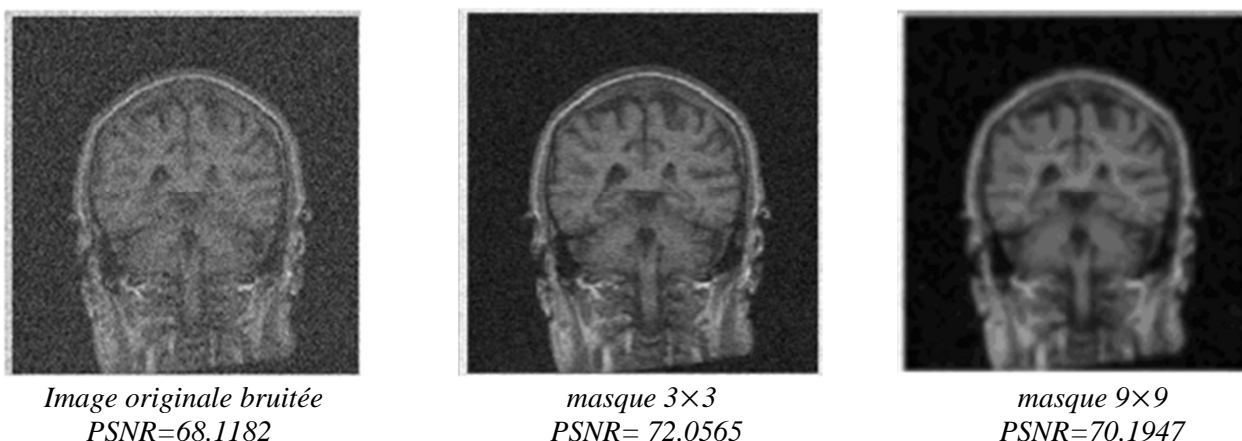 Image originale bruitée
PSNR=68.1182
masque 3×3
PSNR= 72.0565
masque 9×9
PSNR=70.1947